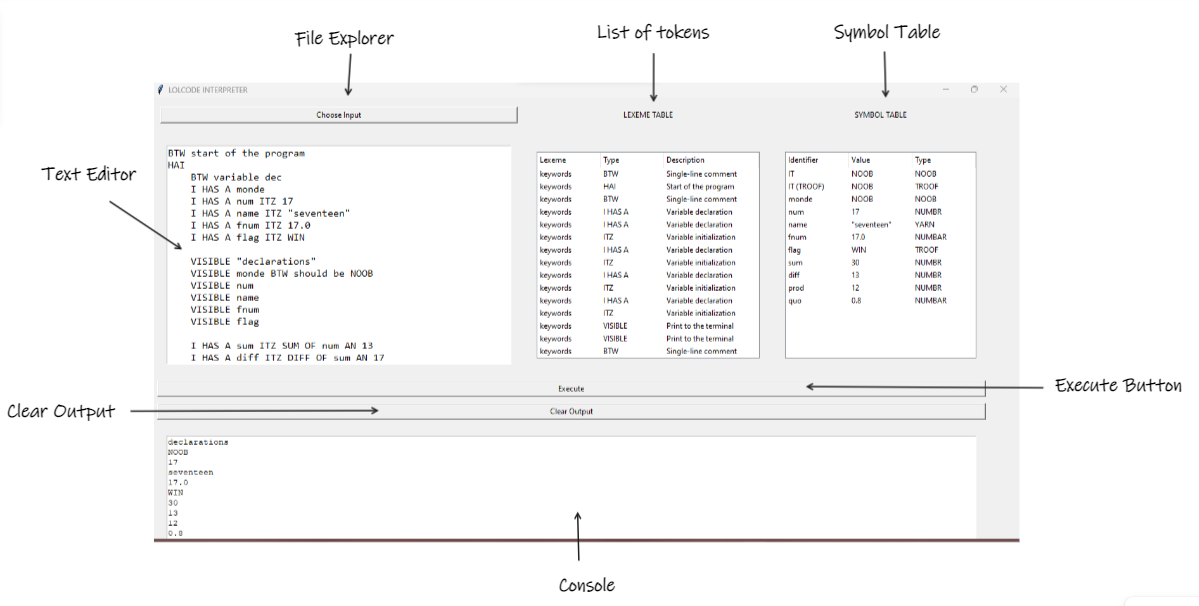 File Explorer
List of tokens
Symbol Table
LOLCODE INTERPRETER
Choose Input
LEXEME TABLE
SYMBOL TABLE
Text Editor
BTW start of the program
HAI
BTW variable dec
I HAS A monde
I HAS A num ITZ 17
I HAS A name ITZ "seventeen"
I HAS A fnum ITZ 17.0
I HAS A flag ITZ WIN
VISIBLE "declarations"
VISIBLE monde BTW should be NOOB
VISIBLE num
VISIBLE name
VISIBLE fnum
VISIBLE flag
I HAS A sum ITZ SUM OF num AN 13
I HAS A diff ITZ DIFF OF sum AN 17
Lexeme Type Description
keywords BTW Single-line comment
keywords HAI Start of the program
keywords BTW Single-line comment
keywords I HAS A Variable declaration
keywords I HAS A Variable declaration
keywords ITZ Variable initialization
keywords I HAS A Variable declaration
keywords ITZ Variable initialization
keywords I HAS A Variable declaration
keywords ITZ Variable initialization
keywords I HAS A Variable declaration
keywords ITZ Variable initialization
keywords VISIBLE Print to the terminal
keywords VISIBLE Print to the terminal
keywords BTW Single-line comment
Identifier Value Type
IT NOOB NOOB
IT (TROOF) NOOB TROOF
monde NOOB NOOB
num 17 NUMBR
name "seventeen" YARN
fnum 17.0 NUMBAR
flag WIN TROOF
sum 30 NUMBR
diff 13 NUMBR
prod 12 NUMBR
quo 0.8 NUMBAR
Execute
Execute Button
Clear Output
Clear Output
declarations
NOOB
17
seventeen
17.0
WIN
30
13
12
0.8
Console